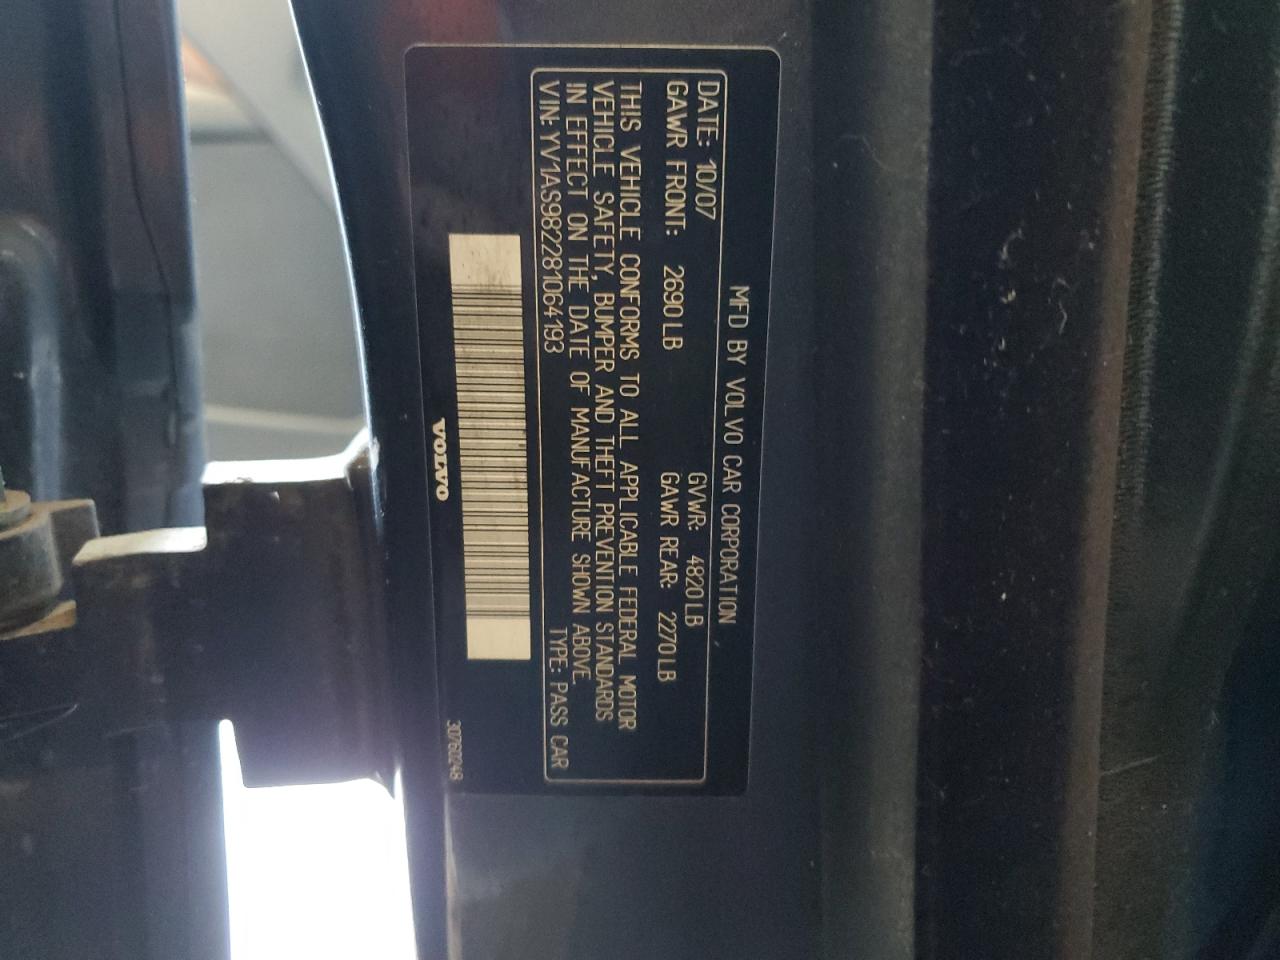 MFD BY VOLVO CAR CORPORATION
DATE: 10/07 GVWR: 4820 LB
GAWR FRONT: 2690 LB GAWR REAR: 2270 LB
THIS VEHICLE CONFORMS TO ALL APPLICABLE FEDERAL MOTOR
VEHICLE SAFETY, BUMPER AND THEFT PREVENTION STANDARDS
IN EFFECT ON THE DATE OF MANUFACTURE SHOWN ABOVE.
VIN: YV1AS982281064193 TYPE: PASS CAR
VOLVO
30760248